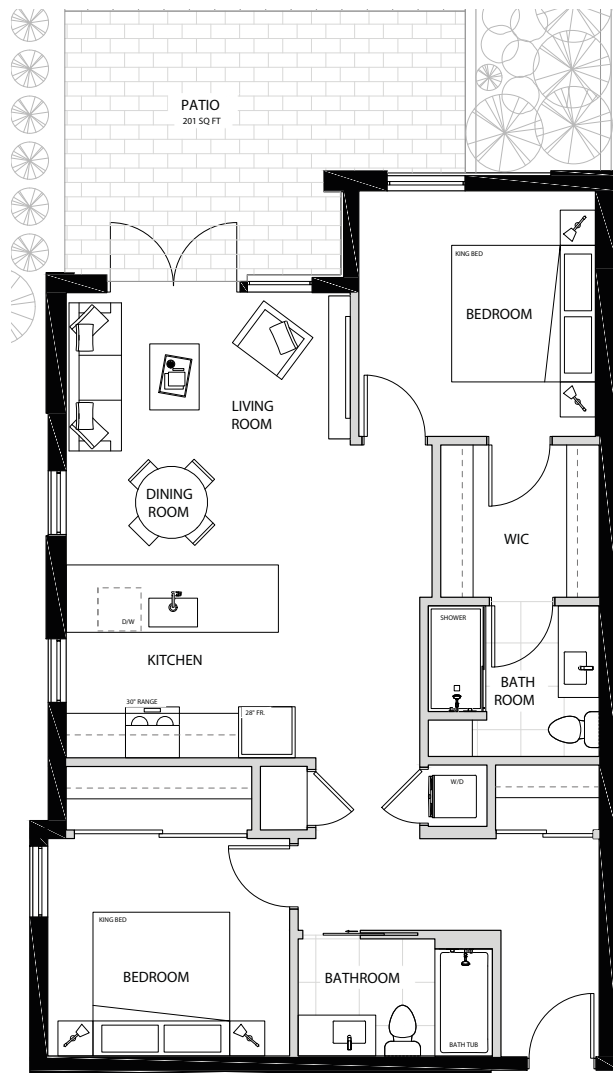 PATIO
201 SQ FT
KING BED
BEDROOM
LIVING
ROOM
DINING
ROOM
WIC
D/W
SHOWER
KITCHEN
BATH
ROOM
30" RANGE
28" FR.
W/D
KING BED
BEDROOM
BATHROOM
BATH TUB